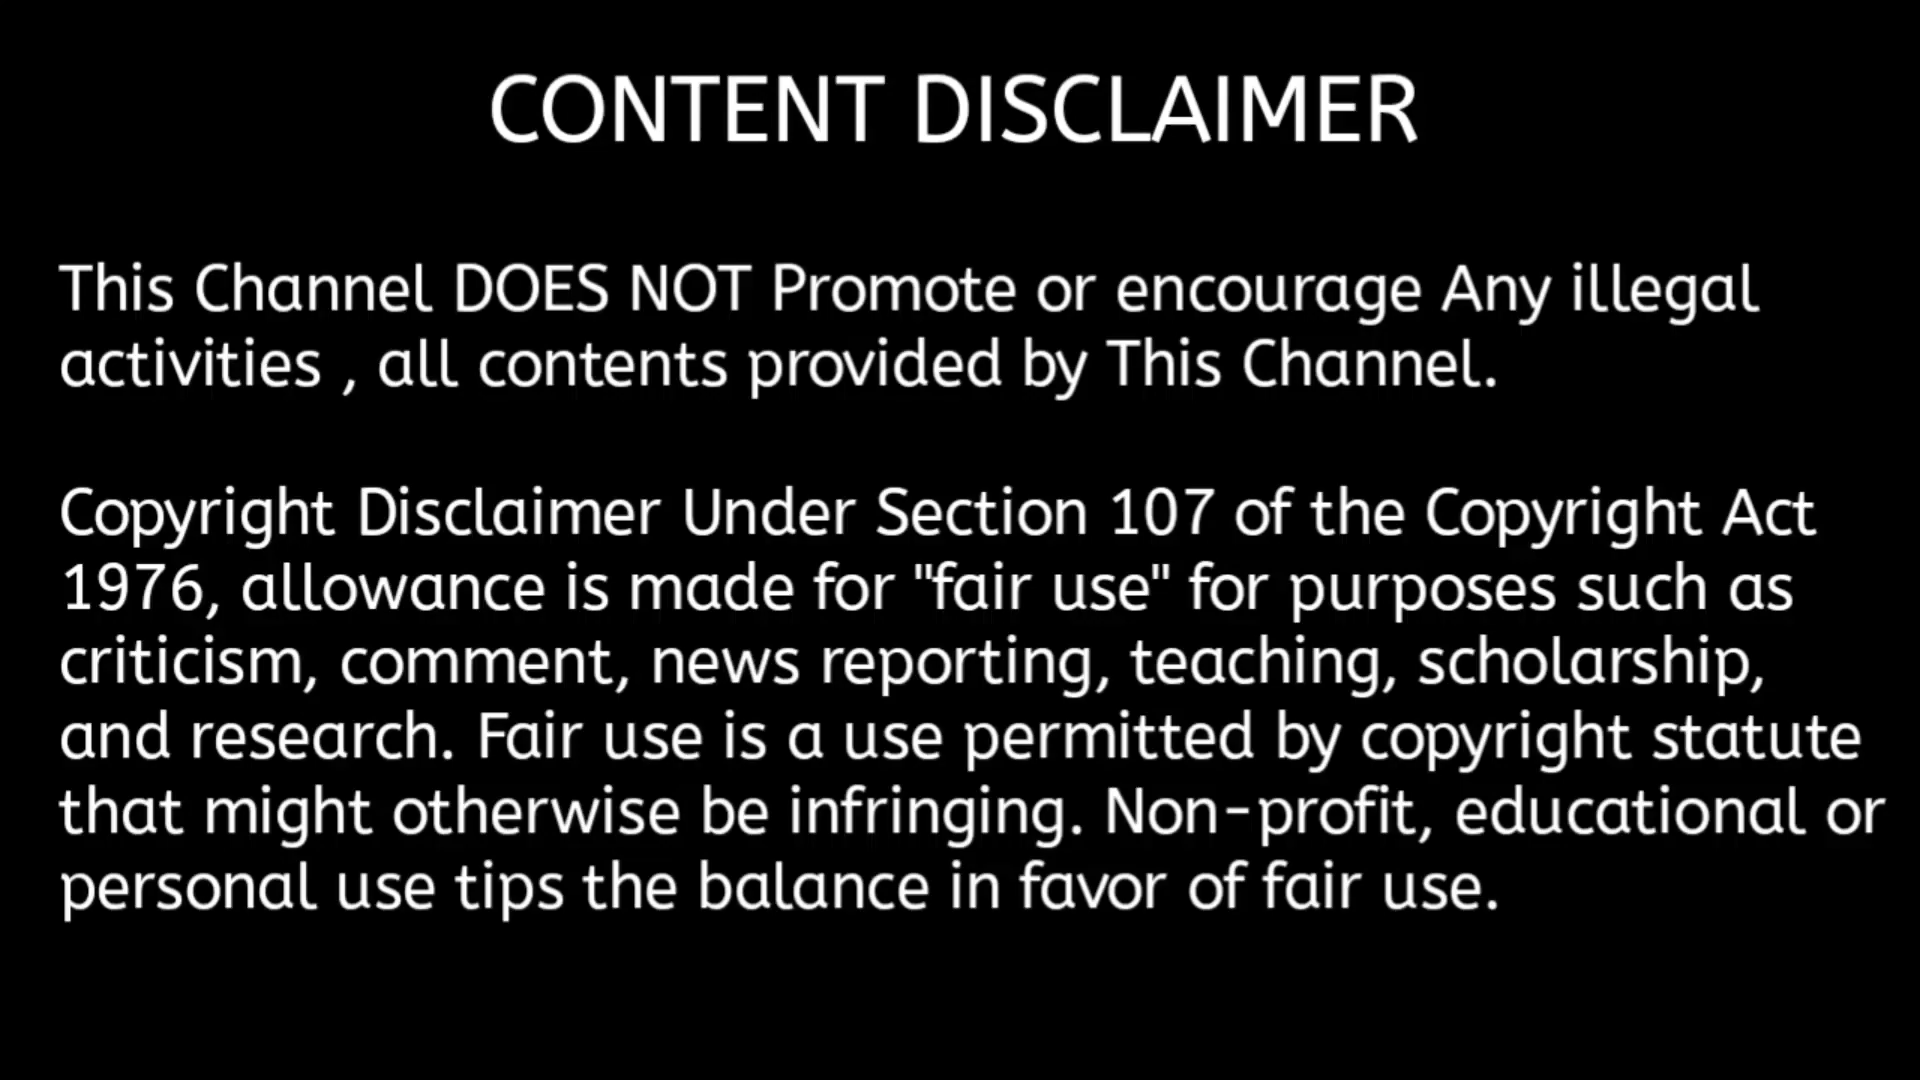 CONTENT DISCLAIMER
This Channel DOES NOT Promote or encourage Any illegal
activities , all contents provided by This Channel.
Copyright Disclaimer Under Section 107 of the Copyright Act
1976, allowance is made for "fair use" for purposes such as
criticism, comment, news reporting, teaching, scholarship,
and research. Fair use is a use permitted by copyright statute
that might otherwise be infringing. Non-profit, educational or
personal use tips the balance in favor of fair use.